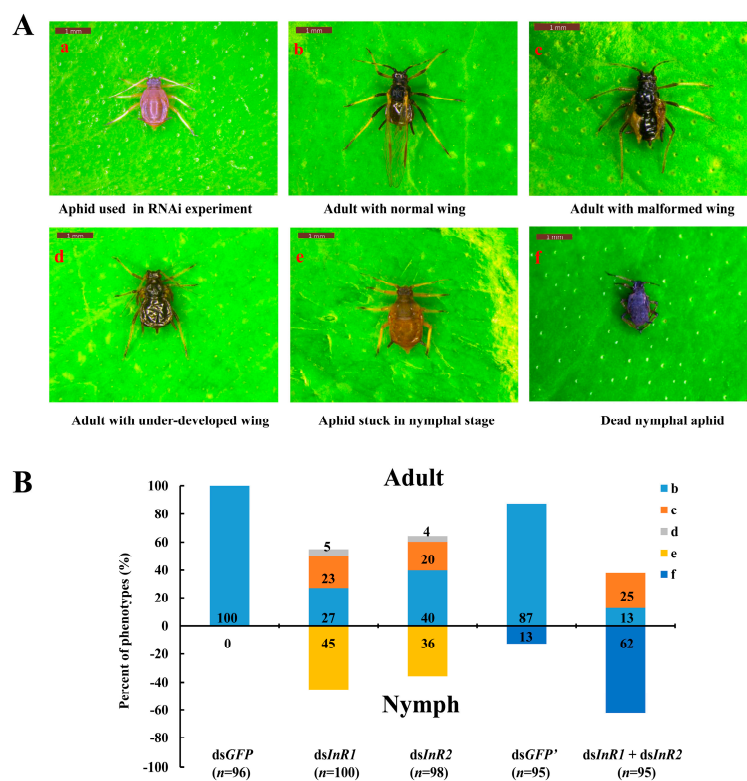 A
1 mm
a
1 mm
b
1 mm
c
Aphid used in RNAi experiment
Adult with normal wing
Adult with malformed wing
1 mm
d
1 mm
e
1 mm
f
Adult with under-developed wing
Aphid stuck in nymphal stage
Dead nymphal aphid
B
Adult
Percent of phenotypes (%)
100
80
60
40
20
0
-20
-40
-60
-80
-100
100
0
5
23
27
45
4
20
40
36
87
13
25
13
62
b
c
d
e
f
Nymph
dsGFP
(n=96)
dsInR1
(n=100)
dsInR2
(n=98)
dsGFP’
(n=95)
dsInR1 + dsInR2
(n=95)